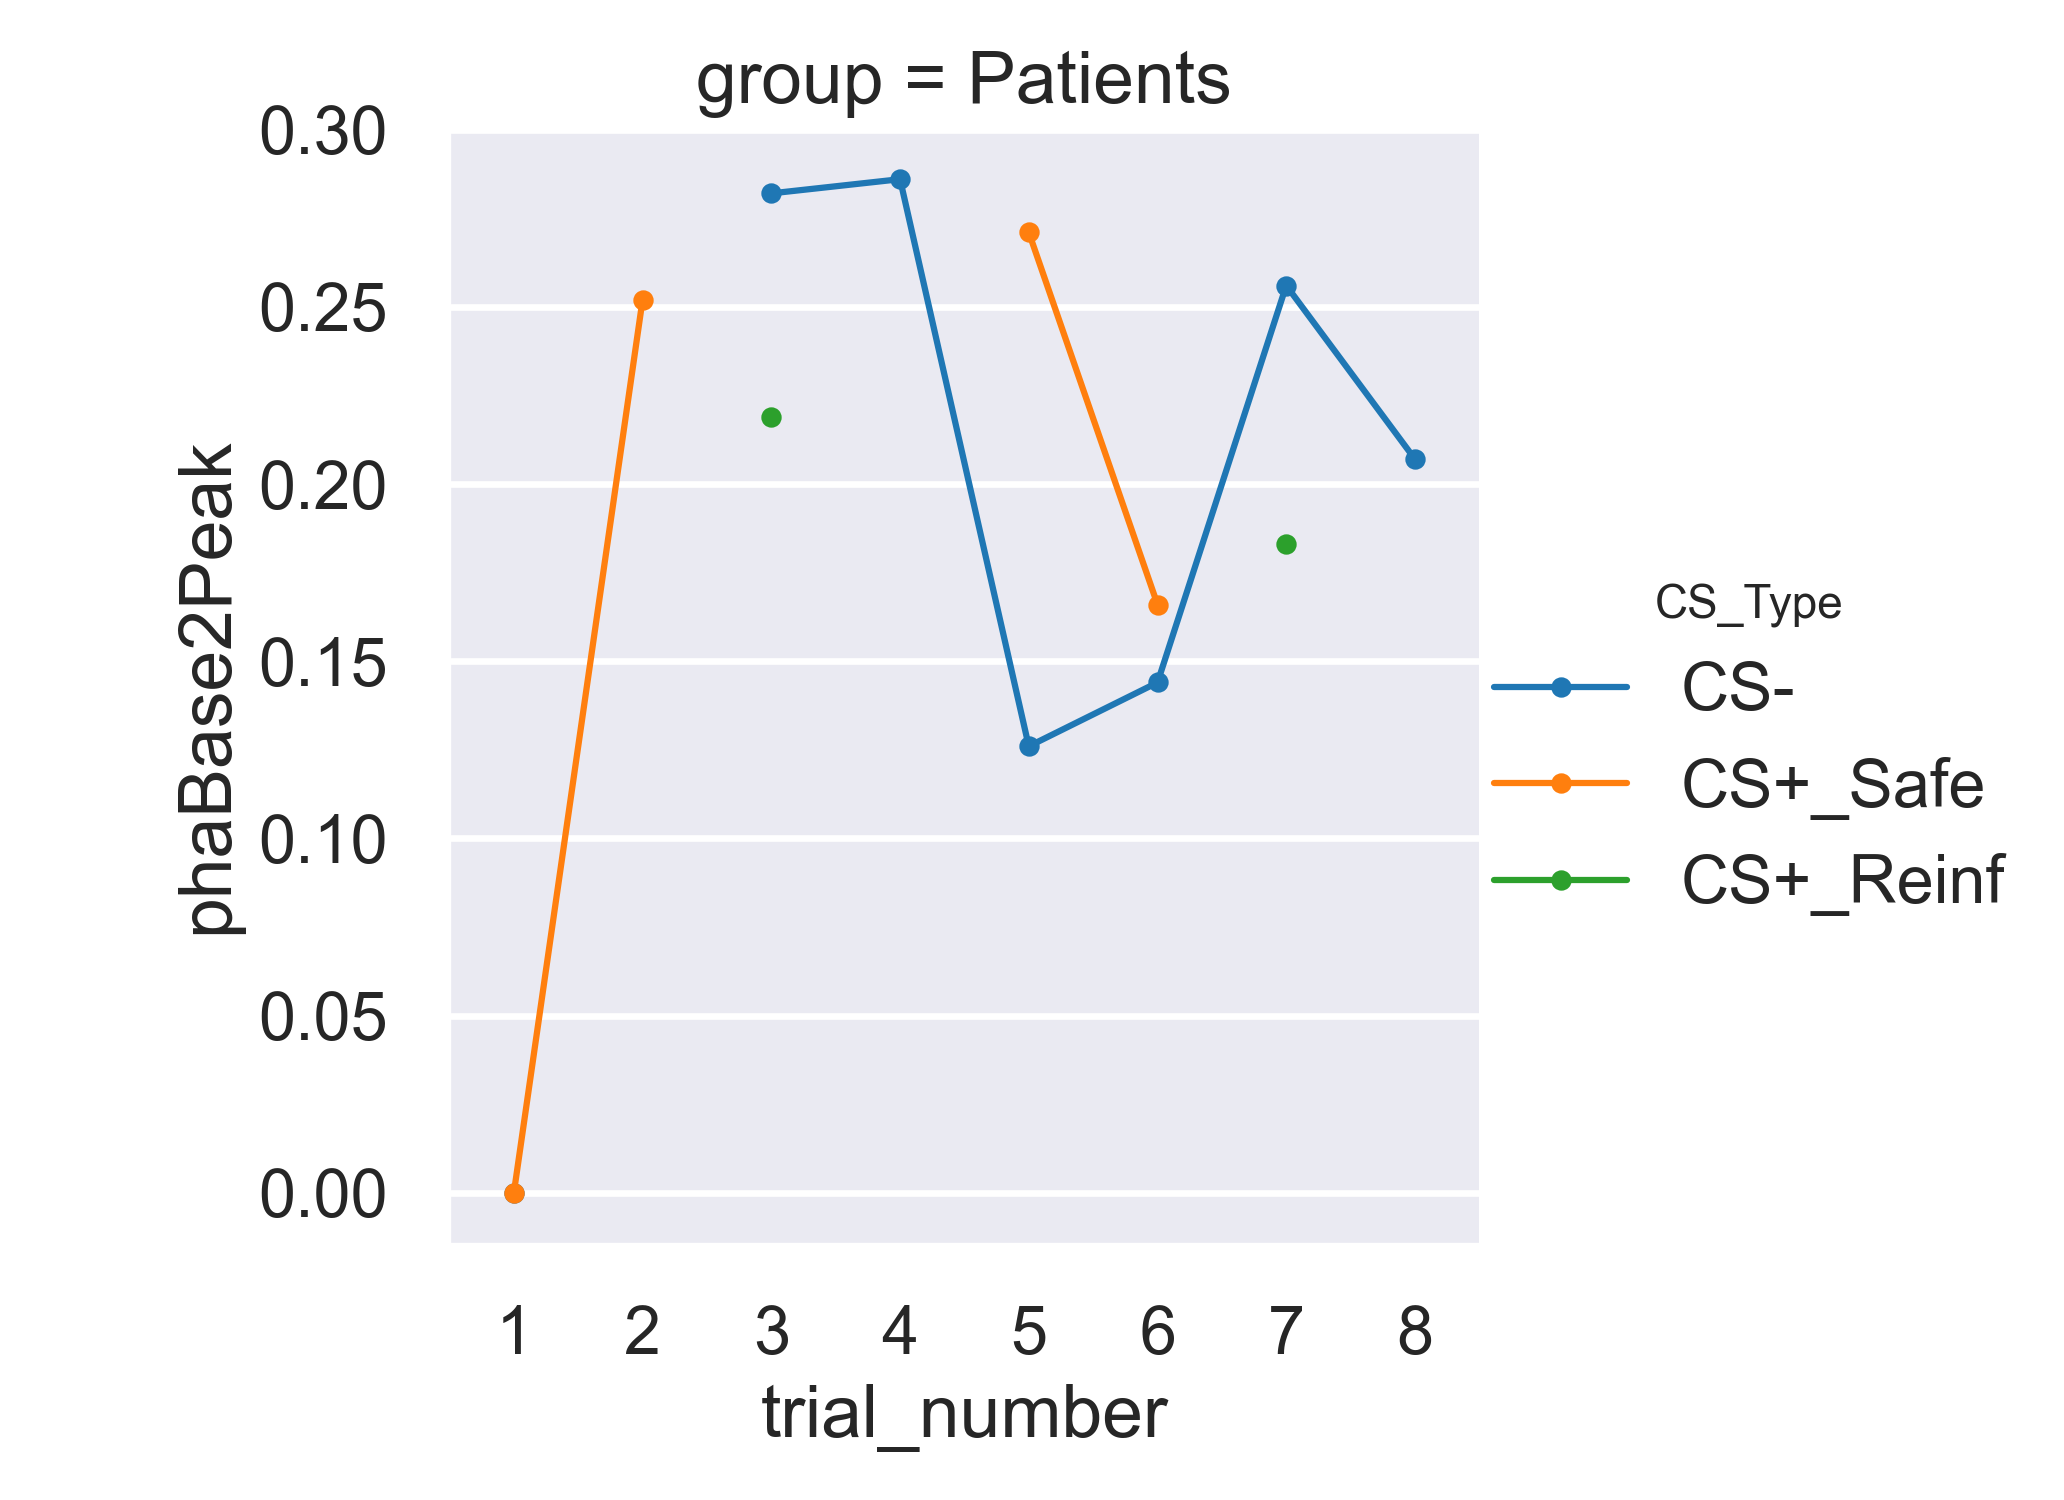 group = Patients
0.30
0.25
0.20
0.15
0.10
0.05
0.00
phaBase2Peak
1 2 3 4 5 6 7 8
trial_number
CS_Type
CS-
CS+_Safe
CS+_Reinf